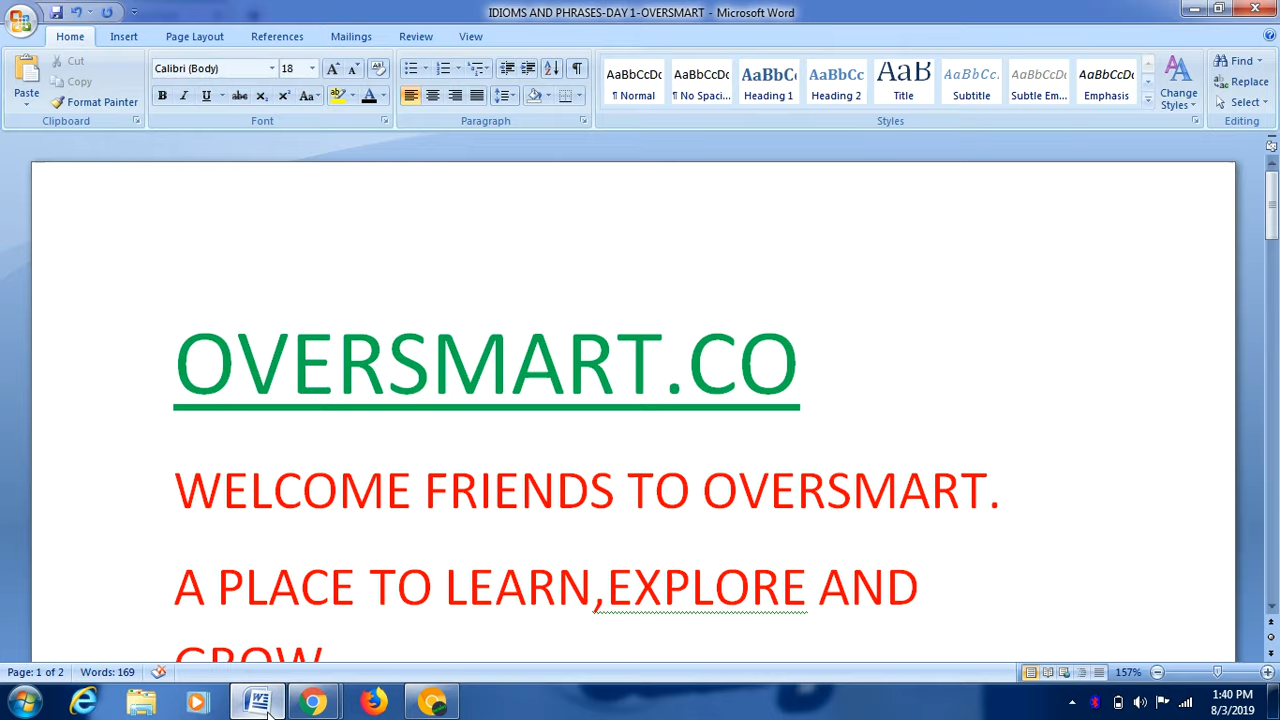 IDIOMS AND PHRASES-DAY 1-OVERSMART - Microsoft Word
Home Insert Page Layout References Mailings Review View
Paste
Cut
Copy
Format Painter
Clipboard
Calibri (Body) 18
Font
Paragraph
AaBbCcDc AaBbCcDc AaBbCc AaBbCc AaB AaBbCc. AaBbCcDc AaBbCcDc
¶ Normal ¶ No Spaci... Heading 1 Heading 2 Title Subtitle Subtle Em... Emphasis
Change Styles
Styles
Find
Replace
Select
Editing
OVERSMART.CO
WELCOME FRIENDS TO OVERSMART.
A PLACE TO LEARN,EXPLORE AND
GROW
Page: 1 of 2 Words: 169 157%
1:40 PM
8/3/2019